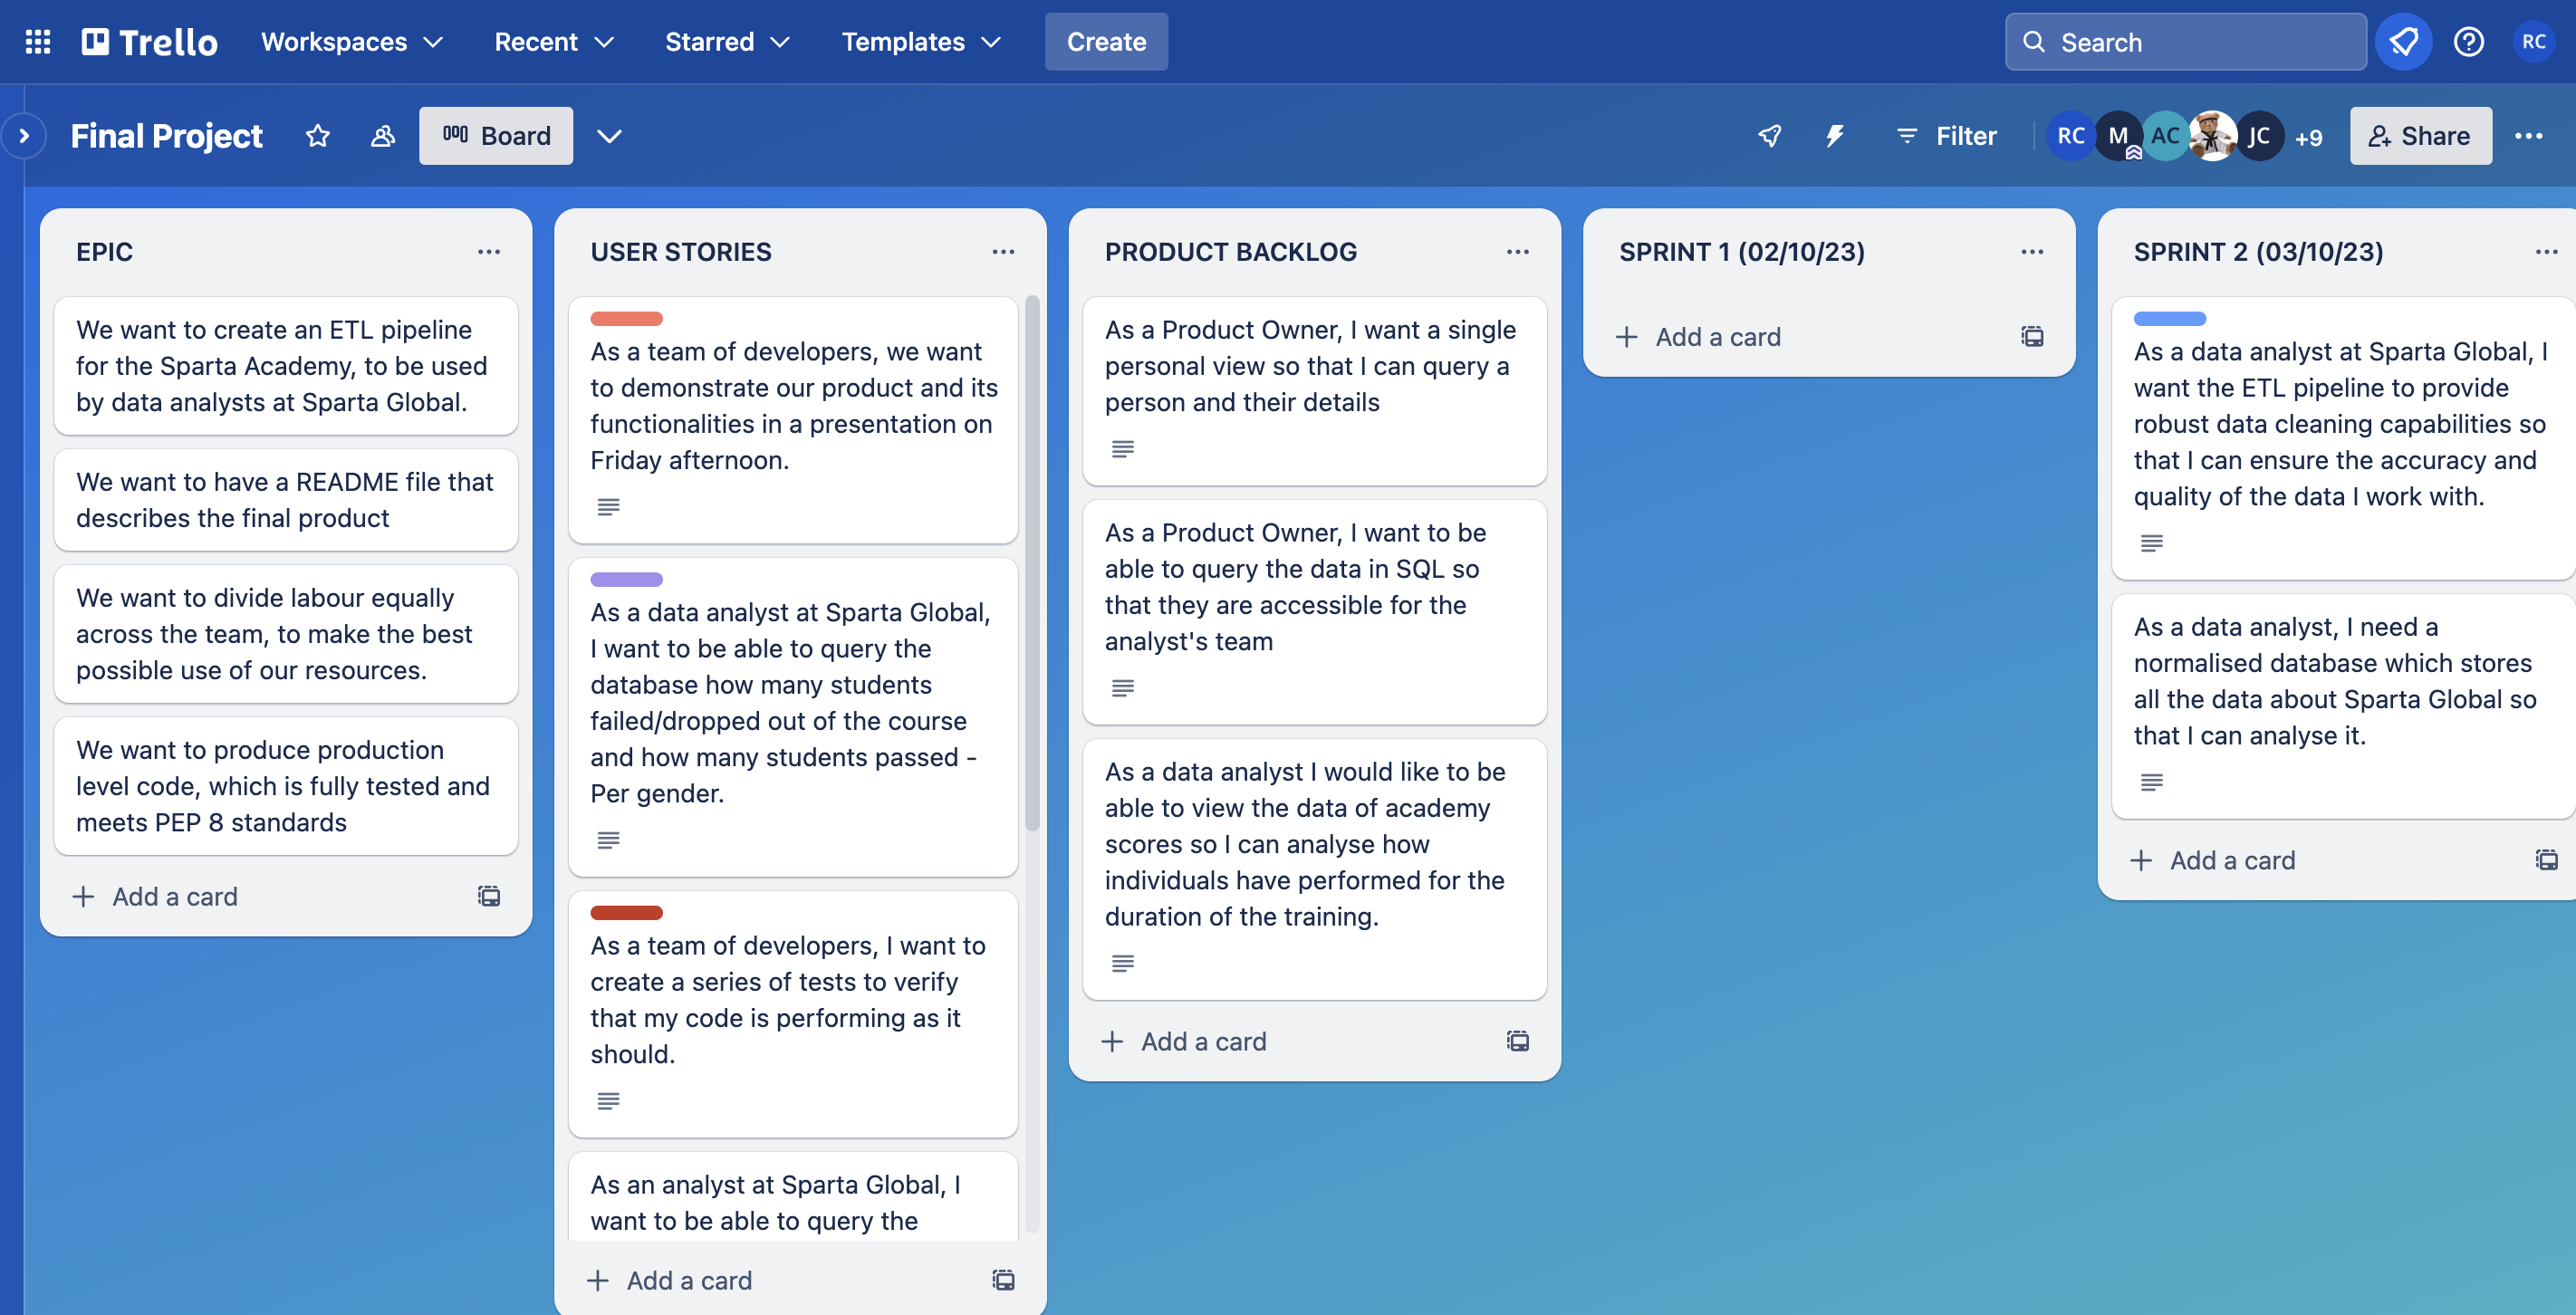 Trello
Workspaces
Recent
Starred
Templates
Create
Search
RC
Final Project
Board
Filter
RC
M
AC
JC
+9
Share
EPIC
We want to create an ETL pipeline
for the Sparta Academy, to be used
by data analysts at Sparta Global.
We want to have a README file that
describes the final product
We want to divide labour equally
across the team, to make the best
possible use of our resources.
We want to produce production
level code, which is fully tested and
meets PEP 8 standards
Add a card
USER STORIES
As a team of developers, we want
to demonstrate our product and its
functionalities in a presentation on
Friday afternoon.
As a data analyst at Sparta Global,
I want to be able to query the
database how many students
failed/dropped out of the course
and how many students passed -
Per gender.
As a team of developers, I want to
create a series of tests to verify
that my code is performing as it
should.
As an analyst at Sparta Global, I
want to be able to query the
Add a card
PRODUCT BACKLOG
As a Product Owner, I want a single
personal view so that I can query a
person and their details
As a Product Owner, I want to be
able to query the data in SQL so
that they are accessible for the
analyst's team
As a data analyst I would like to be
able to view the data of academy
scores so I can analyse how
individuals have performed for the
duration of the training.
Add a card
SPRINT 1 (02/10/23)
Add a card
SPRINT 2 (03/10/23)
As a data analyst at Sparta Global, I
want the ETL pipeline to provide
robust data cleaning capabilities so
that I can ensure the accuracy and
quality of the data I work with.
As a data analyst, I need a
normalised database which stores
all the data about Sparta Global so
that I can analyse it.
Add a card